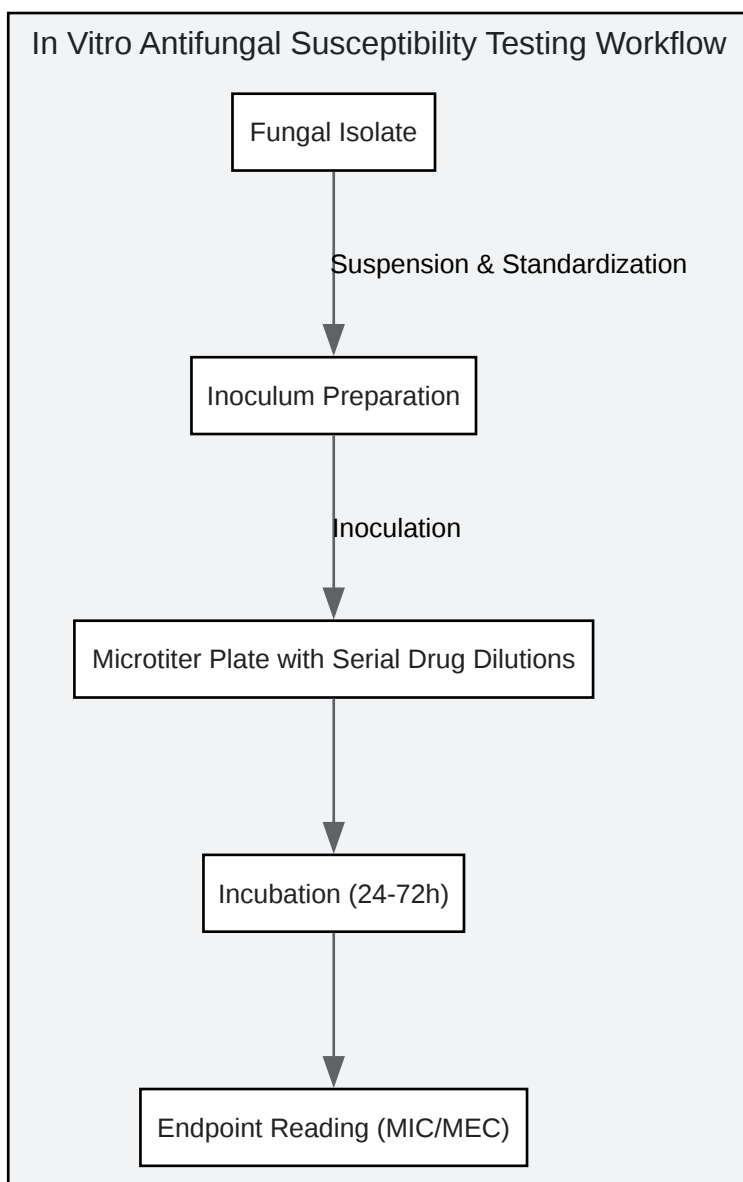 In Vitro Antifungal Susceptibility Testing Workflow
Fungal Isolate
Suspension & Standardization
Inoculum Preparation
Inoculation
Microtiter Plate with Serial Drug Dilutions
Incubation (24-72h)
Endpoint Reading (MIC/MEC)